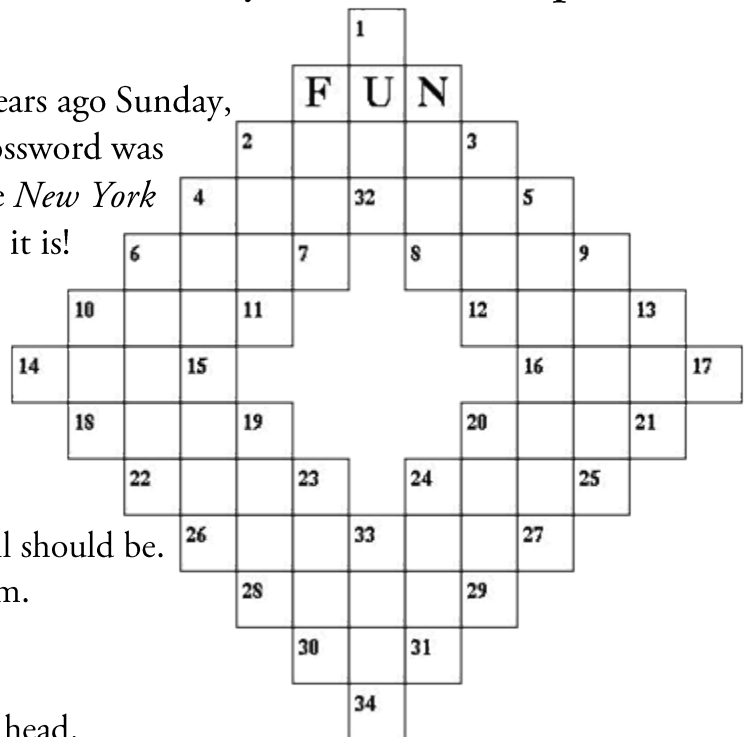 1
ears ago Sunday,
F U N
ossword was
2 3
e New York
4 32 5
it is!
6 7 8 9
10 11 12 13
14 15 16 17
18 19 20 21
22 23 24 25
l should be.
26 33 27
m.
28 29
30 31
34
head.